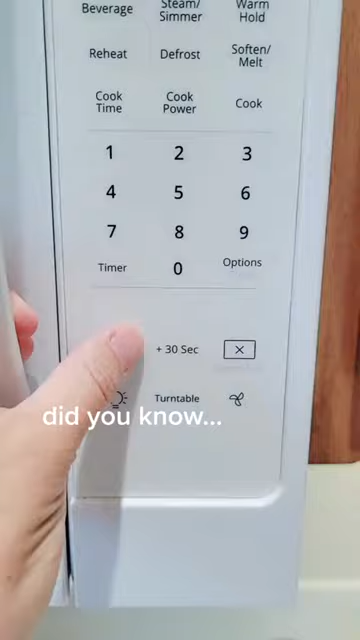 Beverage
Steam/
Simmer
Warm
Hold
Reheat
Defrost
Soften/
Melt
Cook
Time
Cook
Power
Cook
1
2
3
4
5
6
7
8
9
Timer
0
Options
+ 30 Sec
Turntable
did you know...